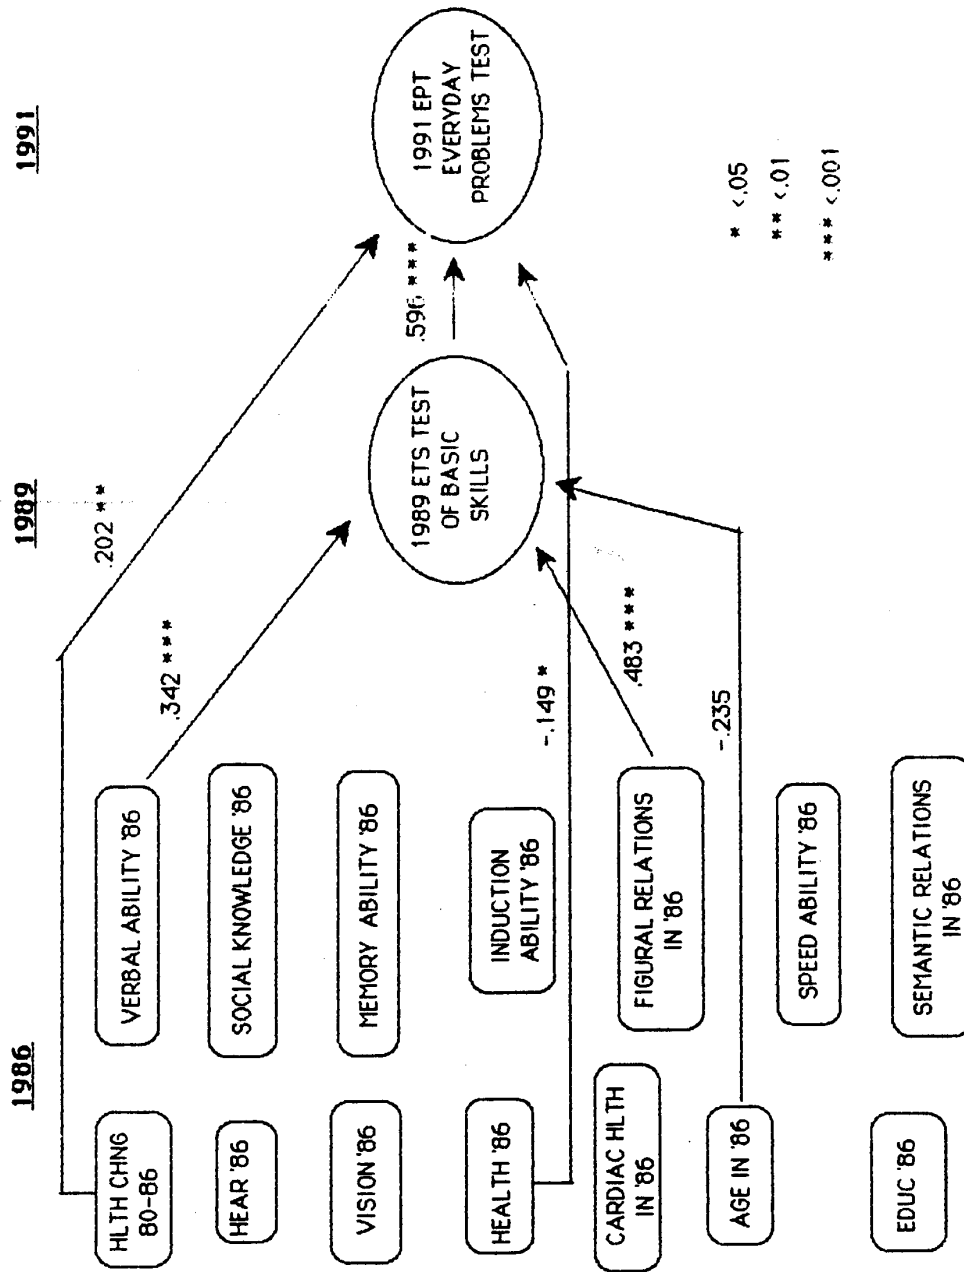 1986
1989
1991
HLTH CHNG
80-86
HEAR '86
VISION '86
HEALTH '86
CARDIAC HLTH
IN '86
AGE IN '86
EDUC '86
VERBAL ABILITY '86
SOCIAL KNOWLEDGE '86
MEMORY ABILITY '86
INDUCTION
ABILITY '86
FIGURAL RELATIONS
IN '86
SPEED ABILITY '86
SEMANTIC RELATIONS
IN '86
.202 **
.342 ***
-.149 *
.483 ***
-.235
1989 ETS TEST
OF BASIC
SKILLS
.596 ***
1991 EPT
EVERYDAY
PROBLEMS TEST
* <.05
** <.01
*** <.001